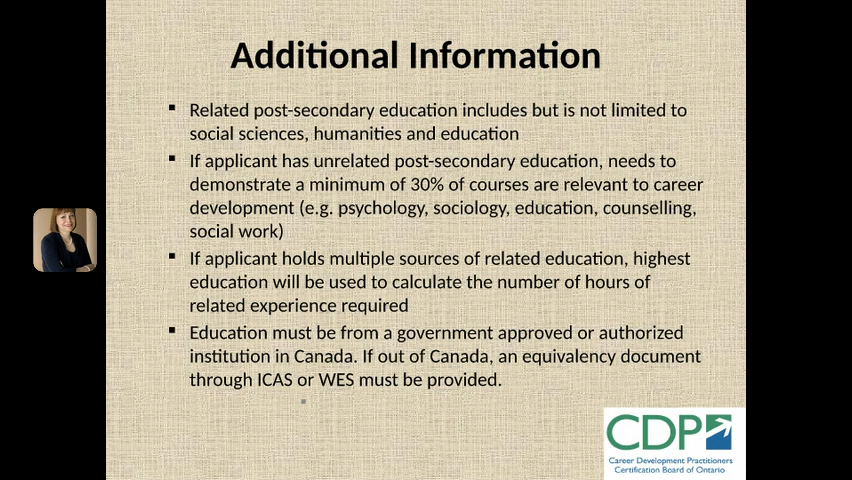 Additional Information
▪ Related post-secondary education includes but is not limited to
social sciences, humanities and education
▪ If applicant has unrelated post-secondary education, needs to
demonstrate a minimum of 30% of courses are relevant to career
development (e.g. psychology, sociology, education, counselling,
social work)
▪ If applicant holds multiple sources of related education, highest
education will be used to calculate the number of hours of
related experience required
▪ Education must be from a government approved or authorized
institution in Canada. If out of Canada, an equivalency document
through ICAS or WES must be provided.
CDP
Career Development Practitioners
Certification Board of Ontario